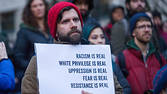 RACISM IS REAL
WHITE PRIVILEGE IS REAL
OPPRESSION IS REAL
FEAR IS REAL
RESISTANCE IS REAL